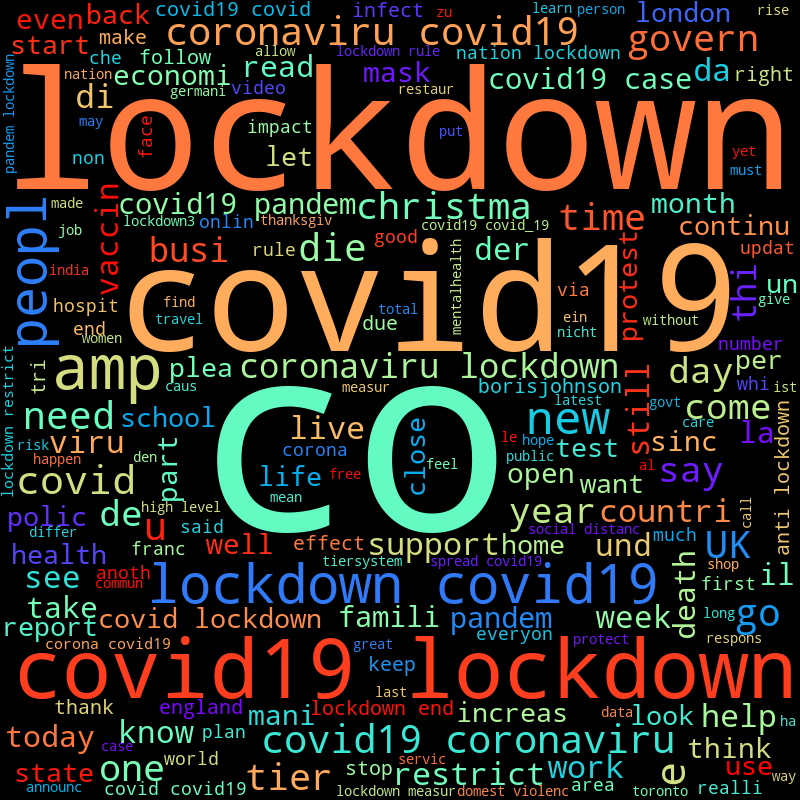 even
back
covid19 covid
infect
zu
learn
person
rise
start
make
coronaviru covid19
london
govern
che
follow
allow
lockdown rule
nation lockdown
pandem lockdown
nation
economi
read
mask
covid19 case
da
right
di
germani
video
restaur
lockdown
may
non
face
impact
let
put
yet
must
made
covid19 pandem
christma
time
month
peopl
vaccin
job
lockdown3
onlin
thanksgiv
good
covid19 covid_19
continu
busi
rule
die
der
protest
updat
india
mentalhealth
thi
un
hospit
find
covid19
via
give
end
travel
total
due
ein
without
women
nicht
number
lockdown restrict
tri
amp
plea
coronaviru lockdown
day
per
caus
measur
borisjohnson
whi
ist
need
school
co
new
latest
govt
come
still
care
la
anti lockdown
viru
live
close
le
hope
sinc
risk
part
corona
public
test
happen
den
life
free
feel
al
say
covid
mean
open
want
high level
call
polic
de
u
said
year
social distanc
countri
differ
much
health
franc
well
effect
support
home
und
UK
death
see
anoth
tiersystem
spread covid19
shop
il
commun
lockdown covid19
first
take
report
covid lockdown
famili
pandem
week
long
go
everyon
respons
corona covid19
great
keep
protect
covid19 lockdown
last
thank
england
mani
lockdown end
increas
data
look
help
ha
today
know
plan
covid19 coronaviru
think
case
world
stop
servic
state
one
tier
restrict
work
e
use
way
announc
covid covid19
lockdown measur
domest violenc
area
toronto
realli